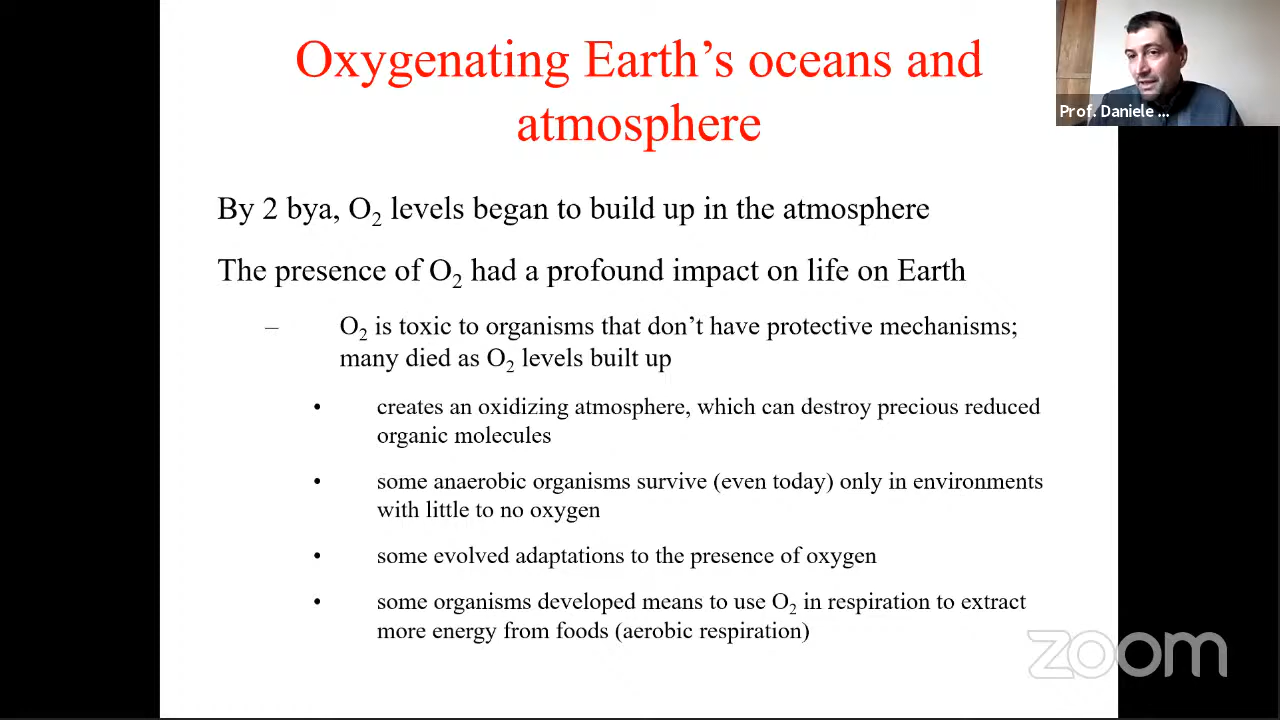 Oxygenating Earth's oceans and
atmosphere
Prof. Daniele ...
By 2 bya, O₂ levels began to build up in the atmosphere
The presence of O₂ had a profound impact on life on Earth
– O₂ is toxic to organisms that don't have protective mechanisms;
many died as O₂ levels built up
• creates an oxidizing atmosphere, which can destroy precious reduced
organic molecules
• some anaerobic organisms survive (even today) only in environments
with little to no oxygen
• some evolved adaptations to the presence of oxygen
• some organisms developed means to use O₂ in respiration to extract
more energy from foods (aerobic respiration)
zoom